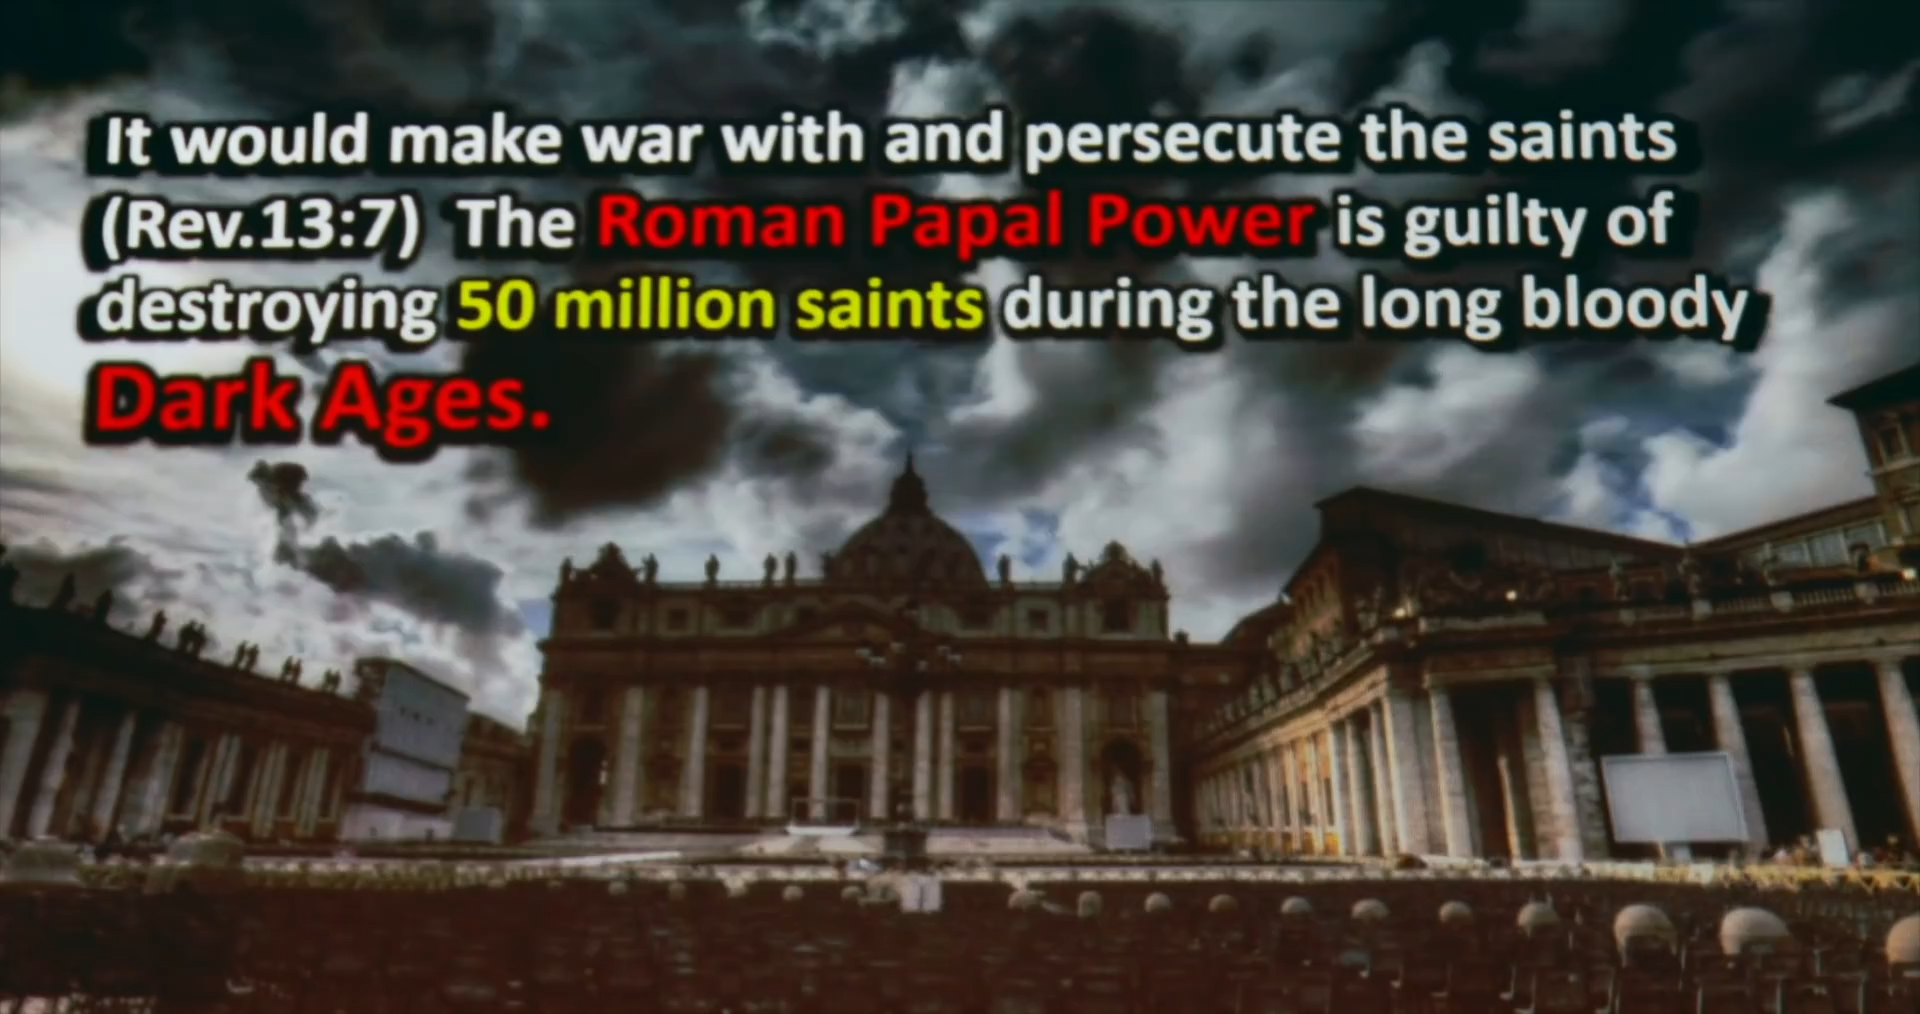 It would make war with and persecute the saints
(Rev.13:7) The Roman Papal Power is guilty of
destroying 50 million saints during the long bloody
Dark Ages.